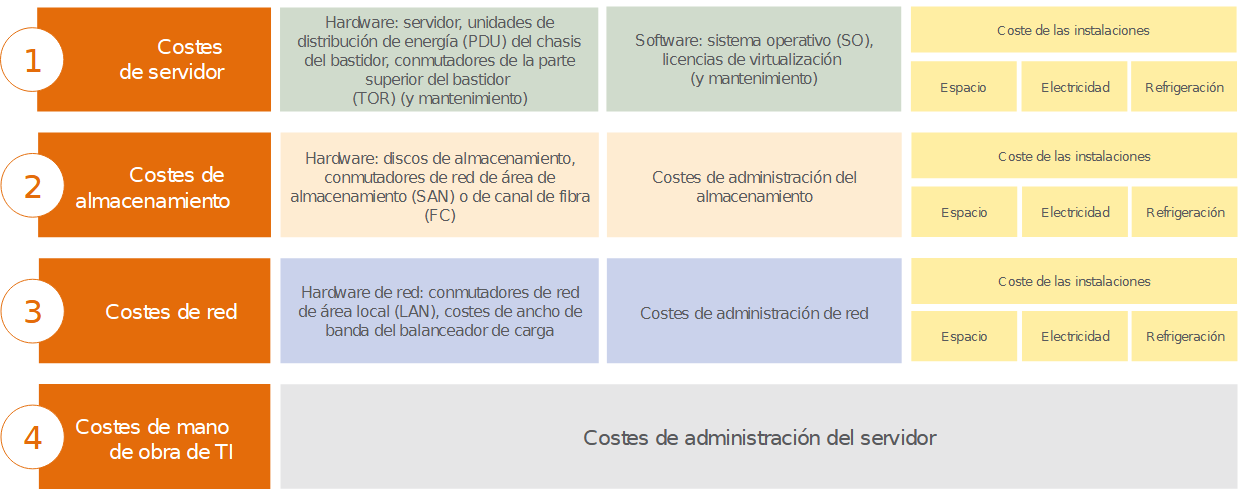 1
Costes
de servidor
Hardware: servidor, unidades de
distribución de energía (PDU) del chasis
del bastidor, conmutadores de la parte
superior del bastidor
(TOR) (y mantenimiento)
Software: sistema operativo (SO),
licencias de virtualización
(y mantenimiento)
Coste de las instalaciones
Espacio
Electricidad
Refrigeración
2
Costes de
almacenamiento
Hardware: discos de almacenamiento,
conmutadores de red de área de
almacenamiento (SAN) o de canal de fibra
(FC)
Costes de administración del
almacenamiento
Coste de las instalaciones
Espacio
Electricidad
Refrigeración
3
Costes de red
Hardware de red: conmutadores de red
de área local (LAN), costes de ancho de
banda del balanceador de carga
Costes de administración de red
Coste de las instalaciones
Espacio
Electricidad
Refrigeración
4
Costes de mano
de obra de TI
Costes de administración del servidor